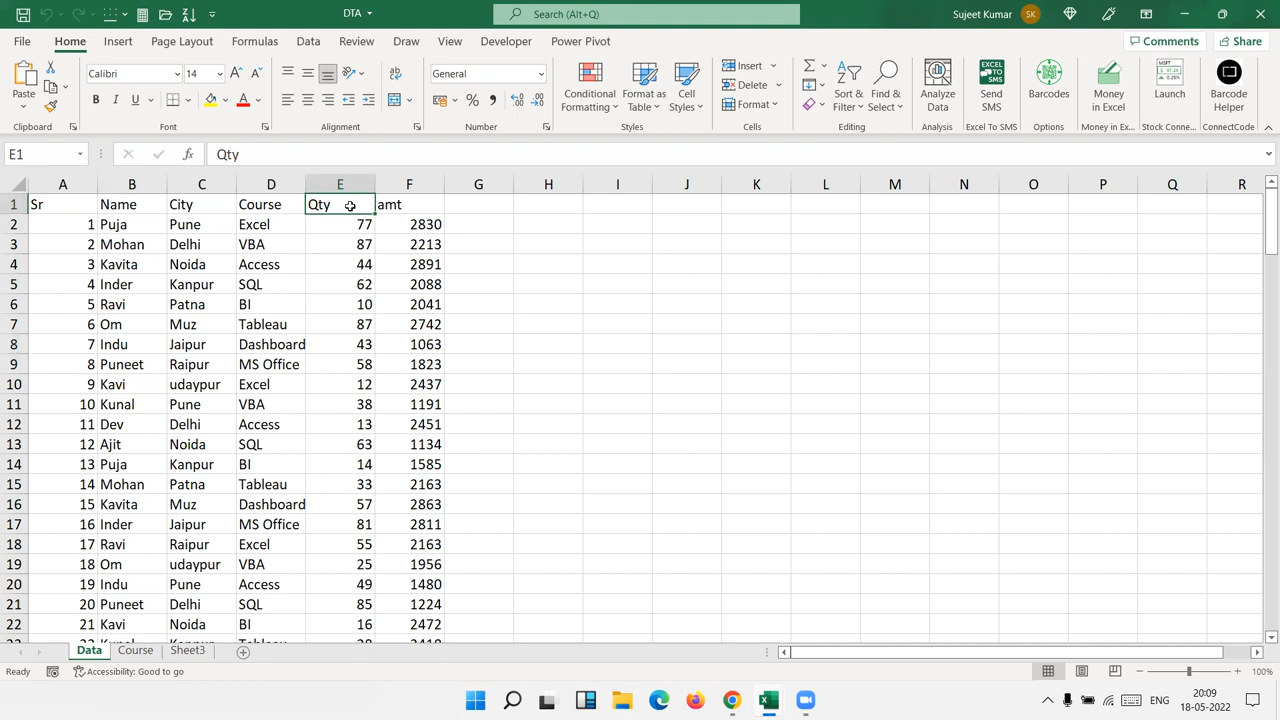 DTA
Search (Alt+Q)
Sujeet Kumar
SK
File
Home
Insert
Page Layout
Formulas
Data
Review
View
Developer
Power Pivot
Comments
Share
Paste
Calibri
14
B I U
General
Conditional Formatting
Format as Table
Cell Styles
Insert
Delete
Format
Sort & Filter
Find & Select
Analyze Data
Send SMS
Barcodes
Money in Excel
Launch
Barcode Helper
Clipboard
Font
Alignment
Number
Styles
Cells
Editing
Analysis
Excel To SMS
Options
Money in Ex...
Stock Conne...
ConnectCode
E1
fx
Qty
A B C D E F G H I J K L M N O P Q R
1 Sr Name City Course Qty amt
2 1 Puja Pune Excel 77 2830
3 2 Mohan Delhi VBA 87 2213
4 3 Kavita Noida Access 44 2891
5 4 Inder Kanpur SQL 62 2088
6 5 Ravi Patna BI 10 2041
7 6 Om Muz Tableau 87 2742
8 7 Indu Jaipur Dashboard 43 1063
9 8 Puneet Raipur MS Office 58 1823
10 9 Kavi udaypur Excel 12 2437
11 10 Kunal Pune VBA 38 1191
12 11 Dev Delhi Access 13 2451
13 12 Ajit Noida SQL 63 1134
14 13 Puja Kanpur BI 14 1585
15 14 Mohan Patna Tableau 33 2163
16 15 Kavita Muz Dashboard 57 2863
17 16 Inder Jaipur MS Office 81 2811
18 17 Ravi Raipur Excel 55 2163
19 18 Om udaypur VBA 25 1956
20 19 Indu Pune Access 49 1480
21 20 Puneet Delhi SQL 85 1224
22 21 Kavi Noida BI 16 2472
Data
Course
Sheet3
Ready
Accessibility: Good to go
100%
ENG
20:09
18-05-2022